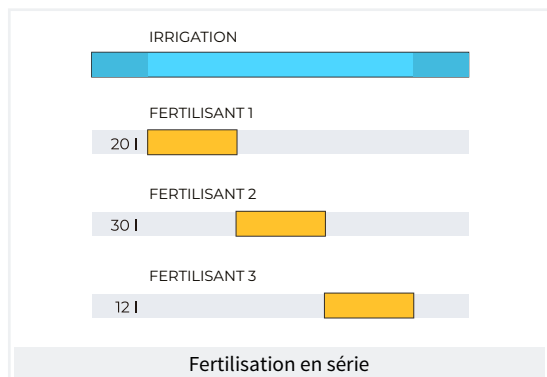 IRRIGATION
FERTILISANT 1
20 l
FERTILISANT 2
30 l
FERTILISANT 3
12 l
Fertilisation en série